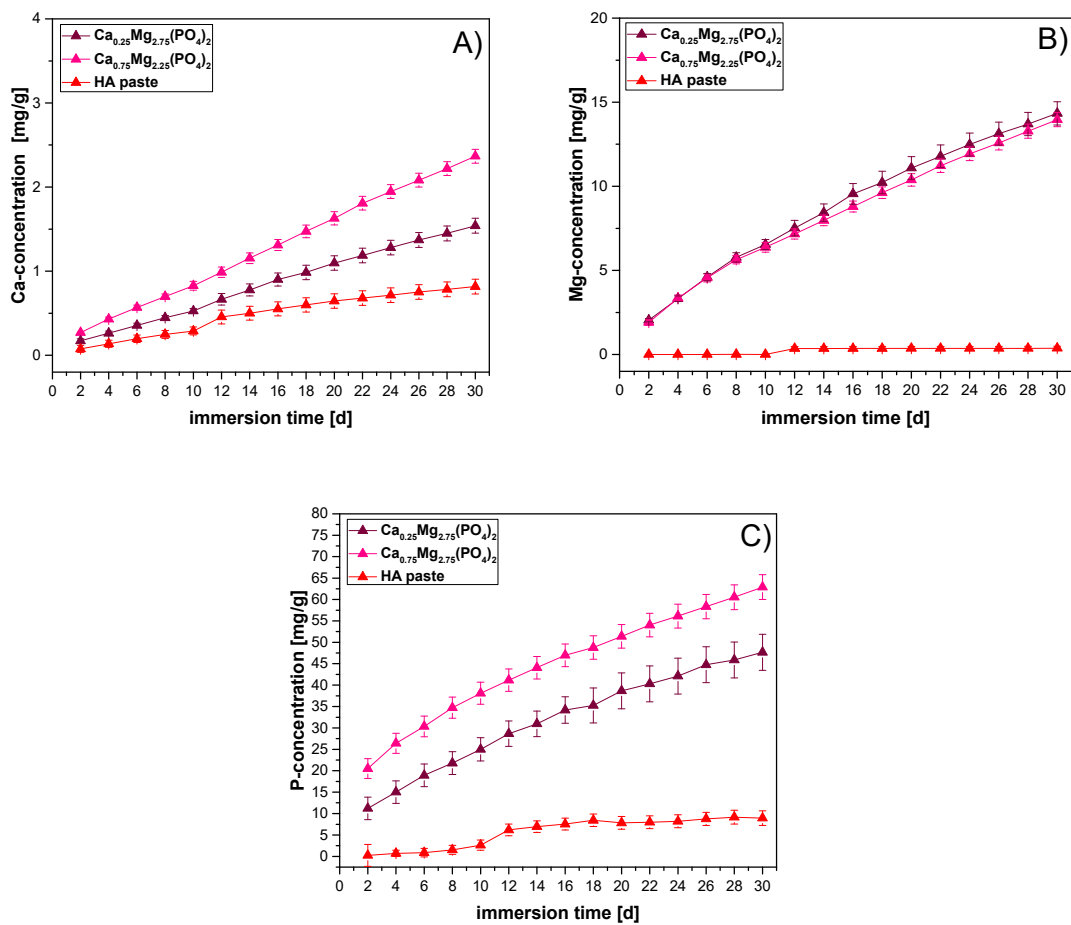 A)
Ca0.25Mg2.75(PO4)2
Ca0.75Mg2.25(PO4)2
HA paste
4
3
2
1
0
Ca-concentration [mg/g]
0 2 4 6 8 10 12 14 16 18 20 22 24 26 28 30
immersion time [d]
B)
Ca0.25Mg2.75(PO4)2
Ca0.75Mg2.25(PO4)2
HA paste
20
15
10
5
0
Mg-concentration [mg/g]
0 2 4 6 8 10 12 14 16 18 20 22 24 26 28 30
immersion time [d]
C)
Ca0.25Mg2.75(PO4)2
Ca0.75Mg2.75(PO4)2
HA paste
80
75
70
65
60
55
50
45
40
35
30
25
20
15
10
5
0
P-concentration [mg/g]
0 2 4 6 8 10 12 14 16 18 20 22 24 26 28 30
immersion time [d]